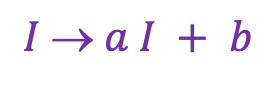 I → a I + b